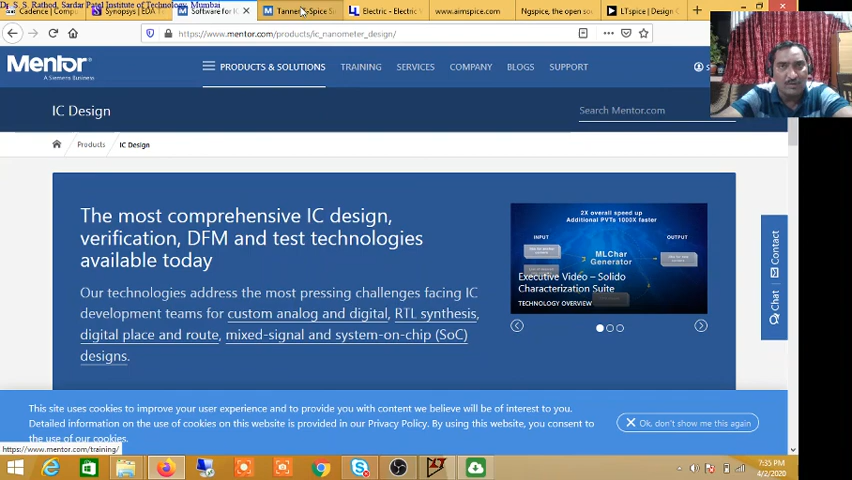 Dr. S. S. Rathod, Sardar Patel Institute of Technology, Mumbai
Cadence | Compu
Synopsys | EDA T
Software for IC
Tanner T-Spice Si
Electric - Electric V
www.aimspice.com
Ngspice, the open sou
LTspice | Design C
https://www.mentor.com/products/ic_nanometer_design/
Mentor
A Siemens Business
PRODUCTS & SOLUTIONS
TRAINING
SERVICES
COMPANY
BLOGS
SUPPORT
IC Design
Search Mentor.com
Products
IC Design
The most comprehensive IC design,
verification, DFM and test technologies
available today
Our technologies address the most pressing challenges facing IC
development teams for custom analog and digital, RTL synthesis,
digital place and route, mixed-signal and system-on-chip (SoC)
designs.
2X overall speed up
Additional PVTs 1000X faster
INPUT
OUTPUT
MLChar
Generator
Executive Video – Solido
Characterization Suite
TECHNOLOGY OVERVIEW
Contact
Chat
This site uses cookies to improve your user experience and to provide you with content we believe will be of interest to you.
Detailed information on the use of cookies on this website is provided in our Privacy Policy. By using this website, you consent to
the use of our cookies.
Ok, don't show me this again
https://www.mentor.com/training/
7:35 PM
4/2/2020